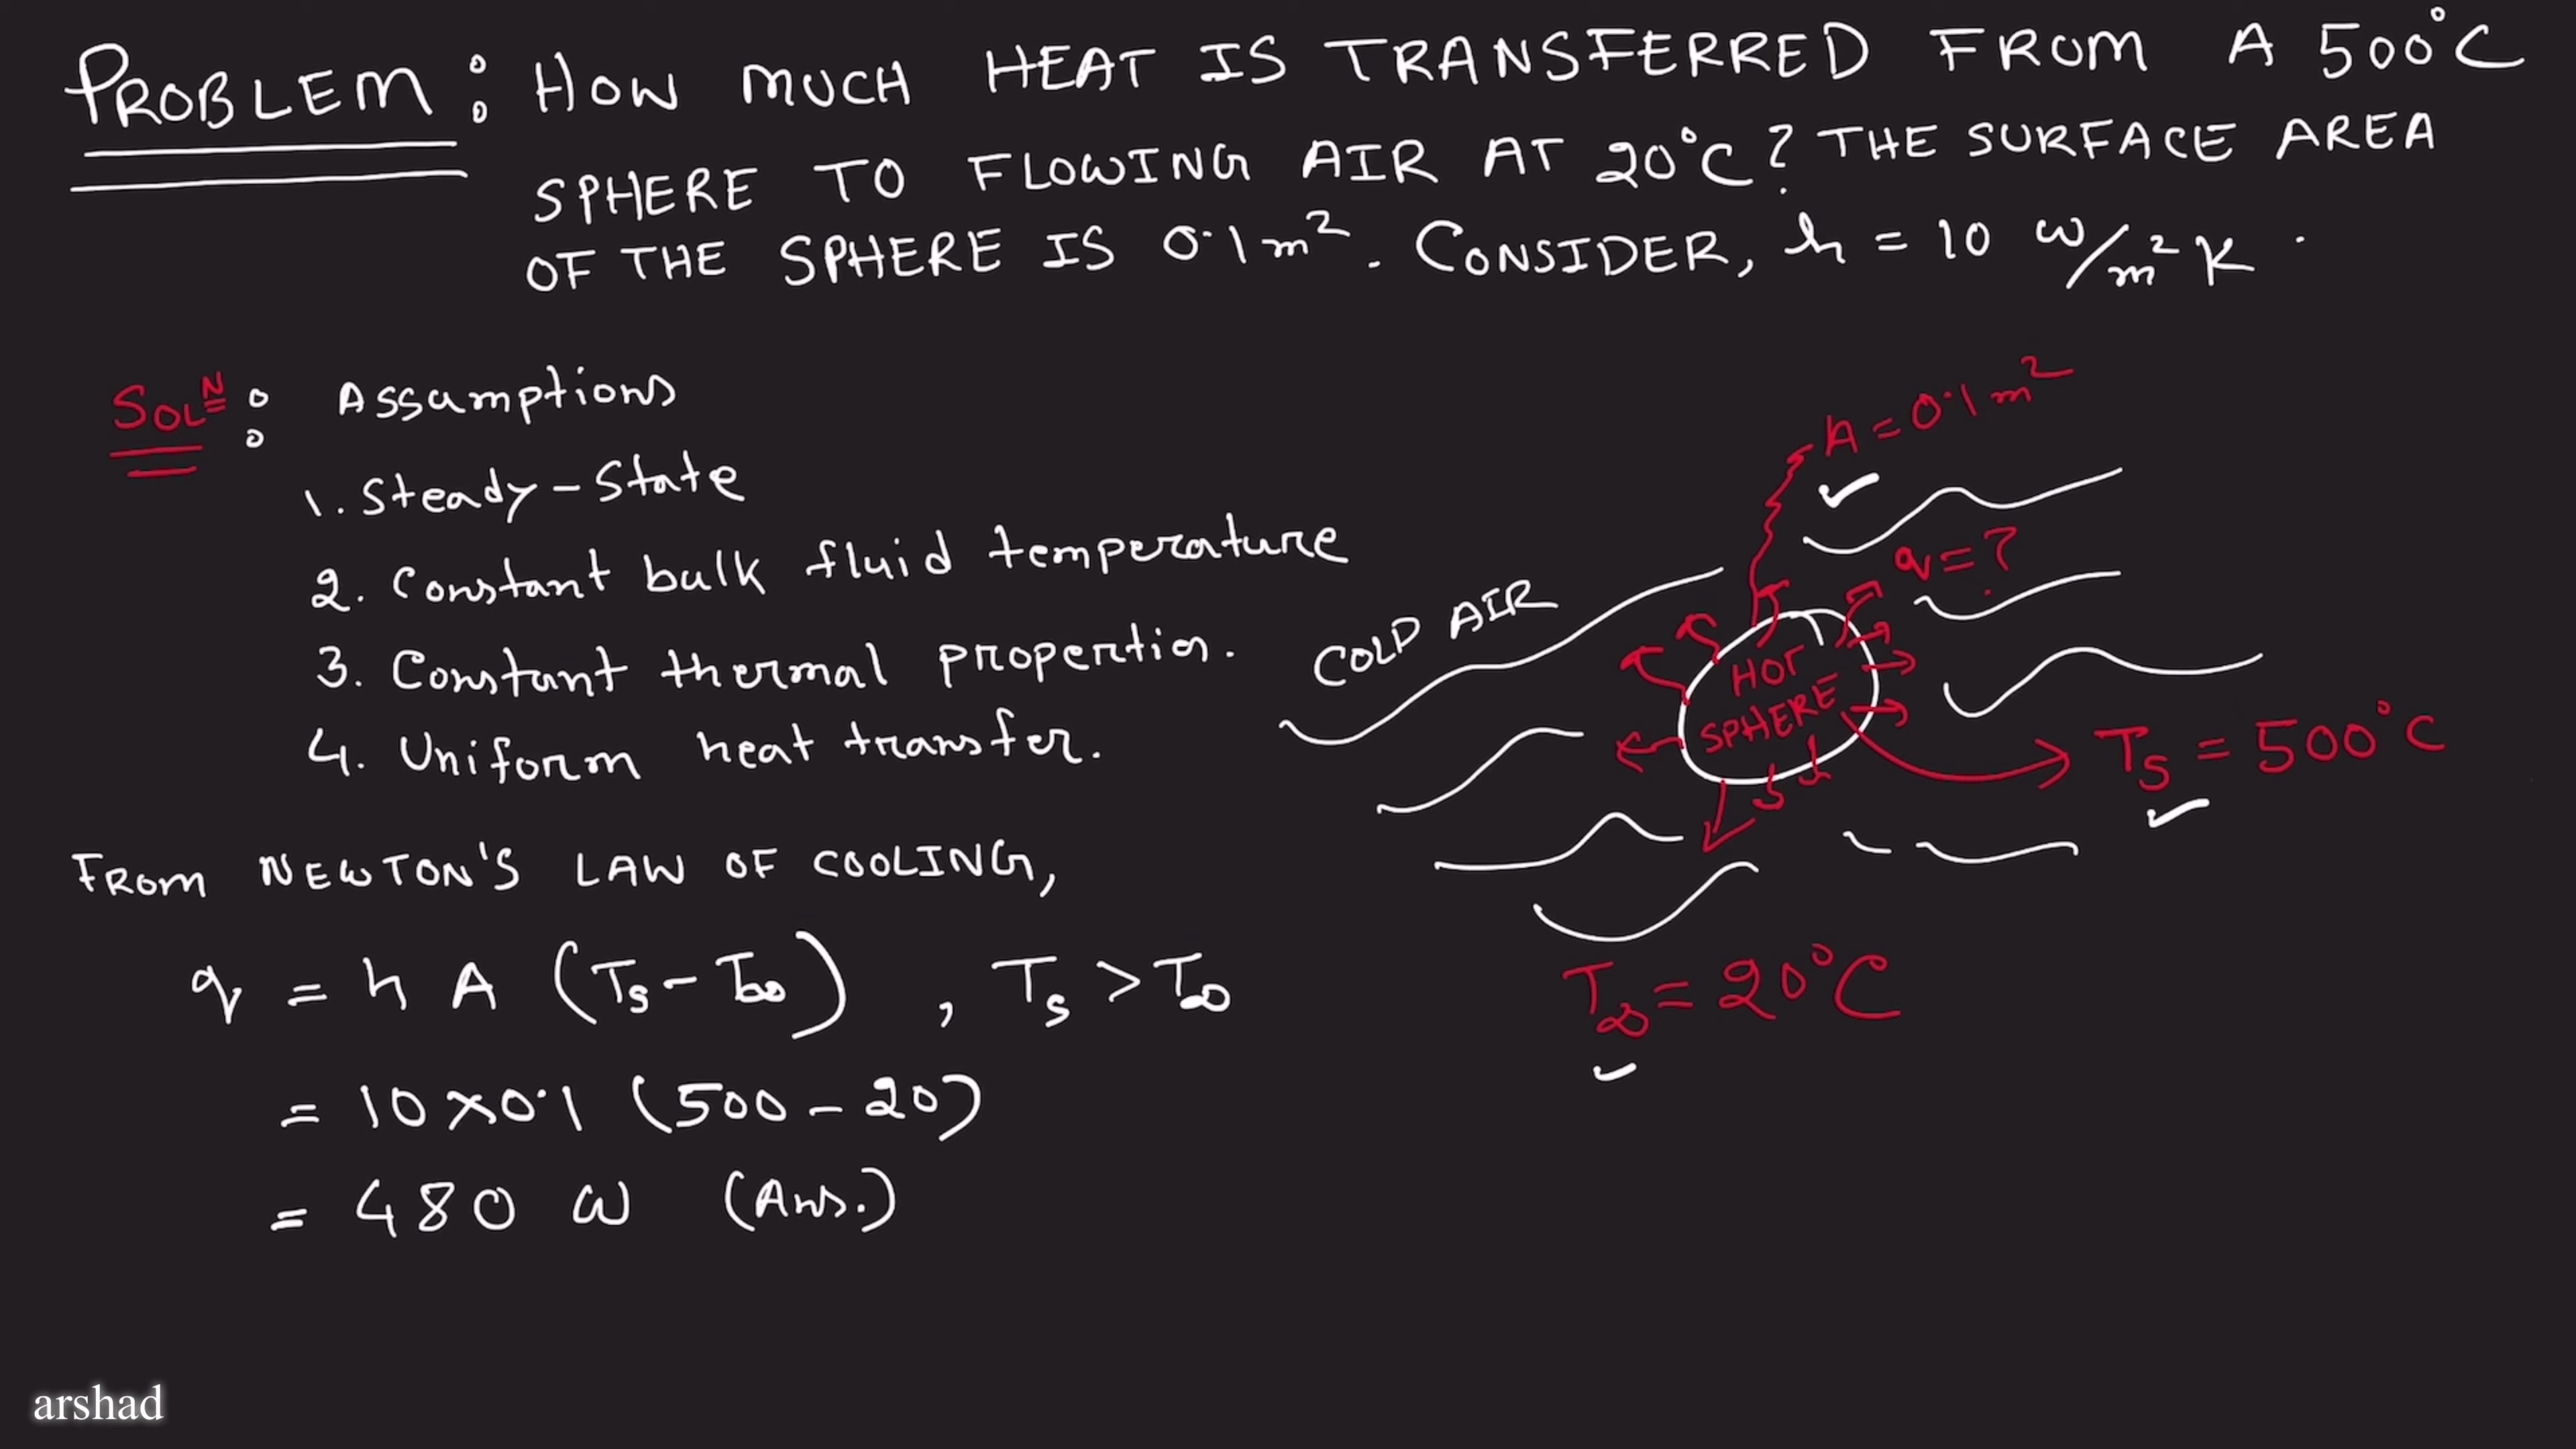 PROBLEM: HOW MUCH HEAT IS TRANSFERRED FROM A 500°C
SPHERE TO FLOWING AIR AT 20°C? THE SURFACE AREA
OF THE SPHERE IS 0.1 m². CONSIDER, h = 10 W/m²K.
SOLN: Assumptions
1. Steady-State
2. Constant bulk fluid temperature
3. Constant thermal properties.
4. Uniform heat transfer.
FROM NEWTON'S LAW OF COOLING,
q = h A (Ts - T∞), Ts > T∞
= 10 × 0.1 (500 - 20)
= 480 W (Ans.)
A = 0.1 m²
q = ?
COLD AIR
HOT
SPHERE
Ts = 500°C
T∞ = 20°C
arshad